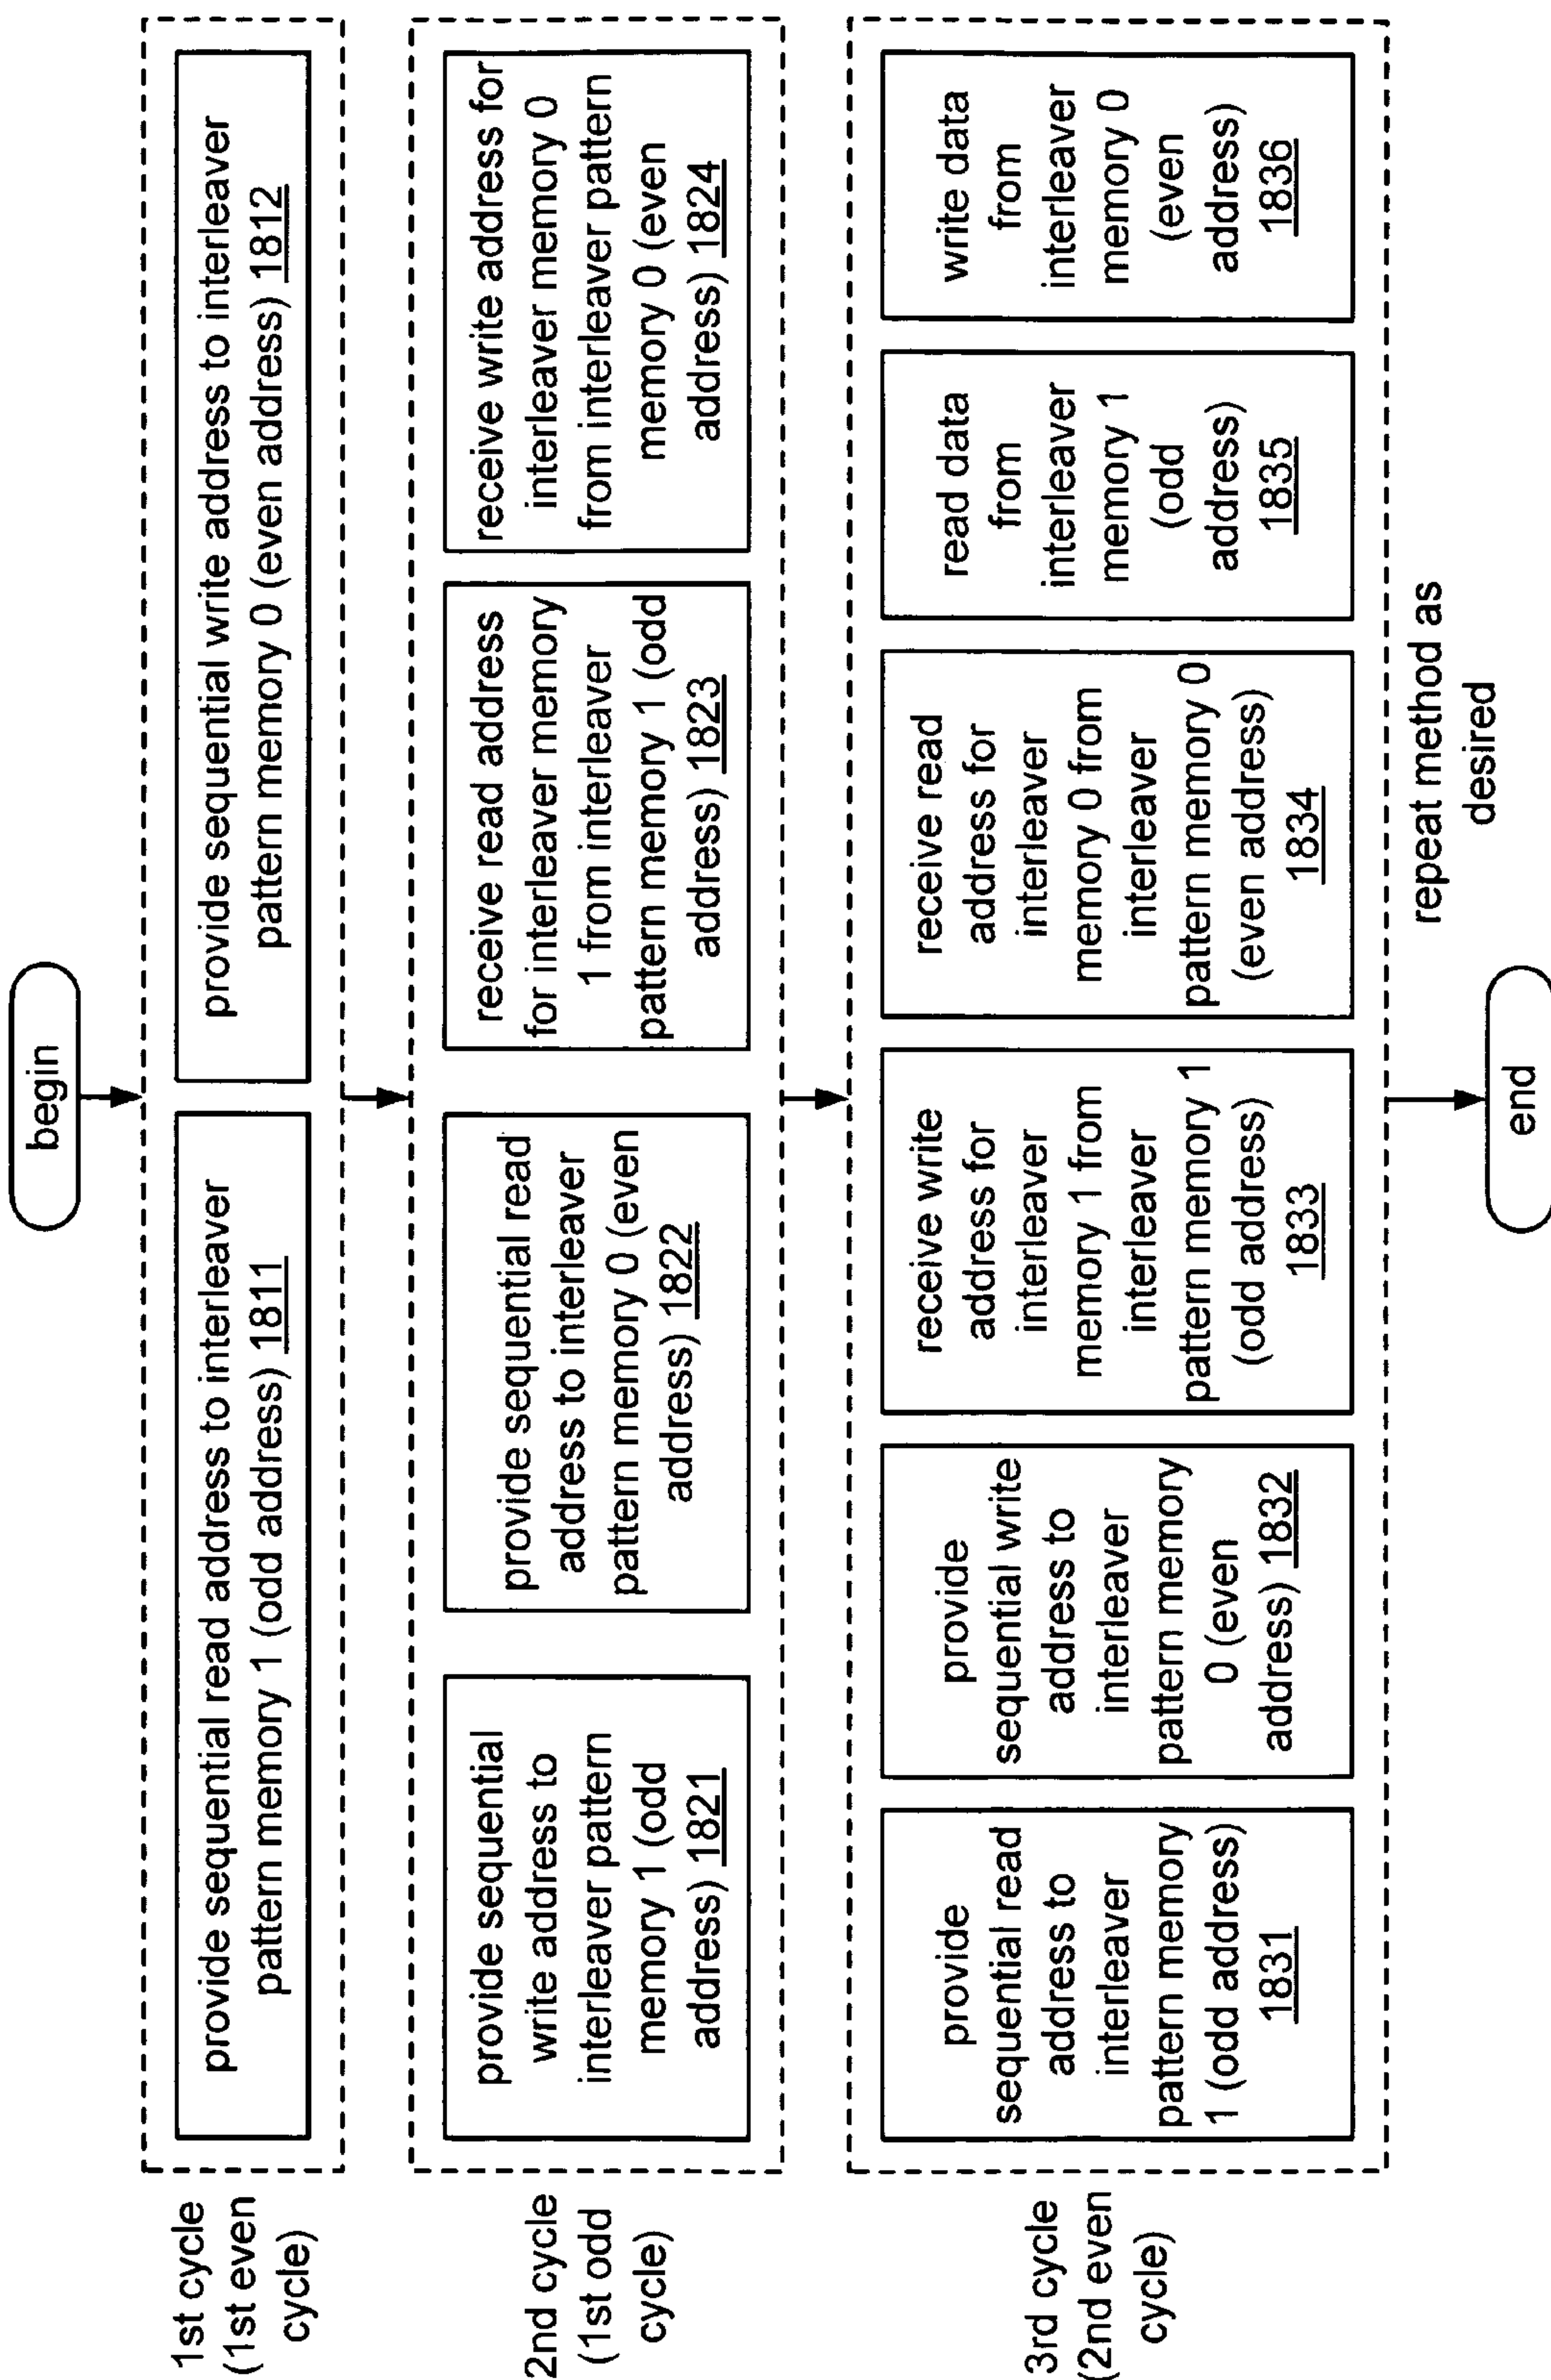 begin
1st cycle
(1st even
cycle)
provide sequential read address to interleaver
pattern memory 1 (odd address) 1811
provide sequential write address to interleaver
pattern memory 0 (even address) 1812
2nd cycle
(1st odd
cycle)
provide sequential
write address to
interleaver pattern
memory 1 (odd
address) 1821
provide sequential read
address to interleaver
pattern memory 0 (even
address) 1822
receive read address
for interleaver memory
1 from interleaver
pattern memory 1 (odd
address) 1823
receive write address for
interleaver memory 0
from interleaver pattern
memory 0 (even
address) 1824
3rd cycle
(2nd even
cycle)
provide
sequential read
address to
interleaver
pattern memory
1 (odd address)
1831
provide
sequential write
address to
interleaver
pattern memory
0 (even
address) 1832
receive write
address for
interleaver
memory 1 from
interleaver
pattern memory 1
(odd address)
1833
receive read
address for
interleaver
memory 0 from
interleaver
pattern memory 0
(even address)
1834
read data
from
interleaver
memory 1
(odd
address)
1835
write data
from
interleaver
memory 0
(even
address)
1836
repeat method as
desired
end